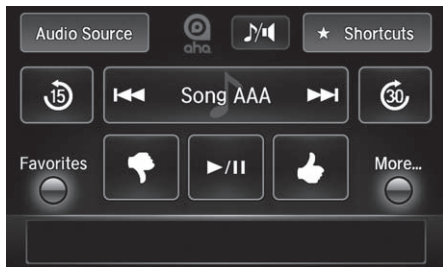 Audio Source
aha
★ Shortcuts
15
Song AAA
30
Favorites
More...